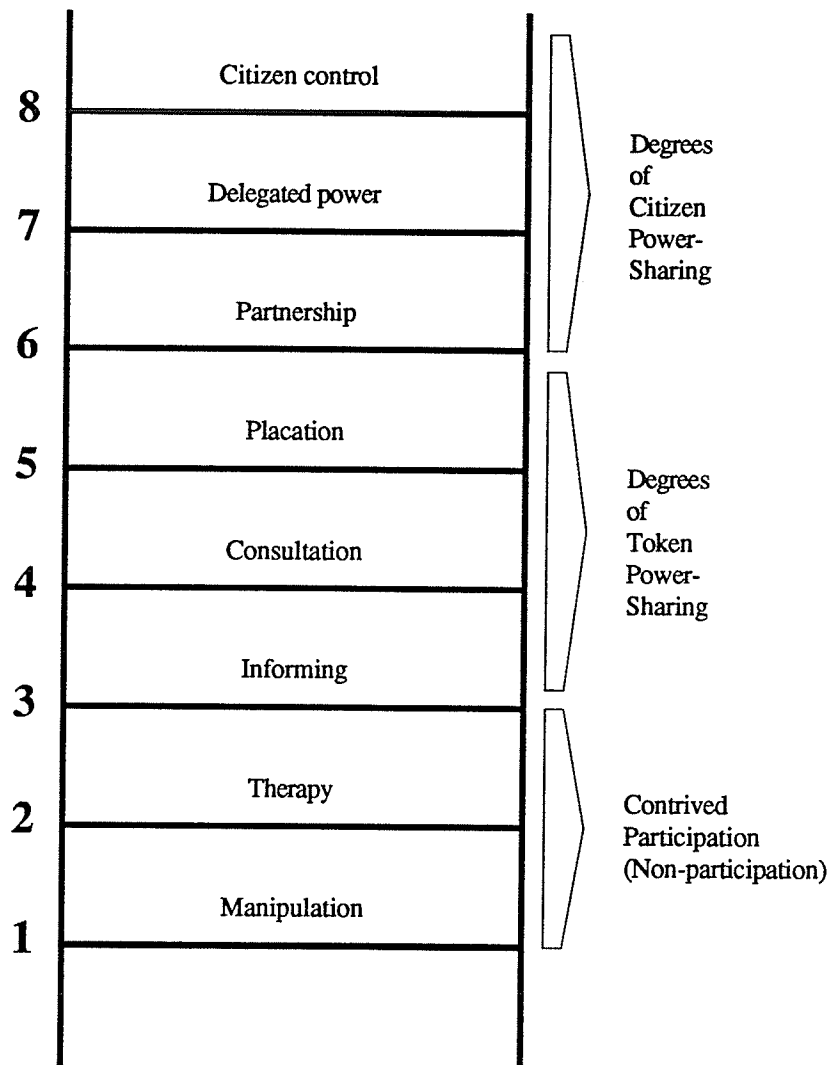 Citizen control
8
Delegated power
7
Partnership
6
Placation
5
Consultation
4
Informing
3
Therapy
2
Manipulation
1
Degrees
of
Citizen
Power-
Sharing
Degrees
of
Token
Power-
Sharing
Contrived
Participation
(Non-participation)